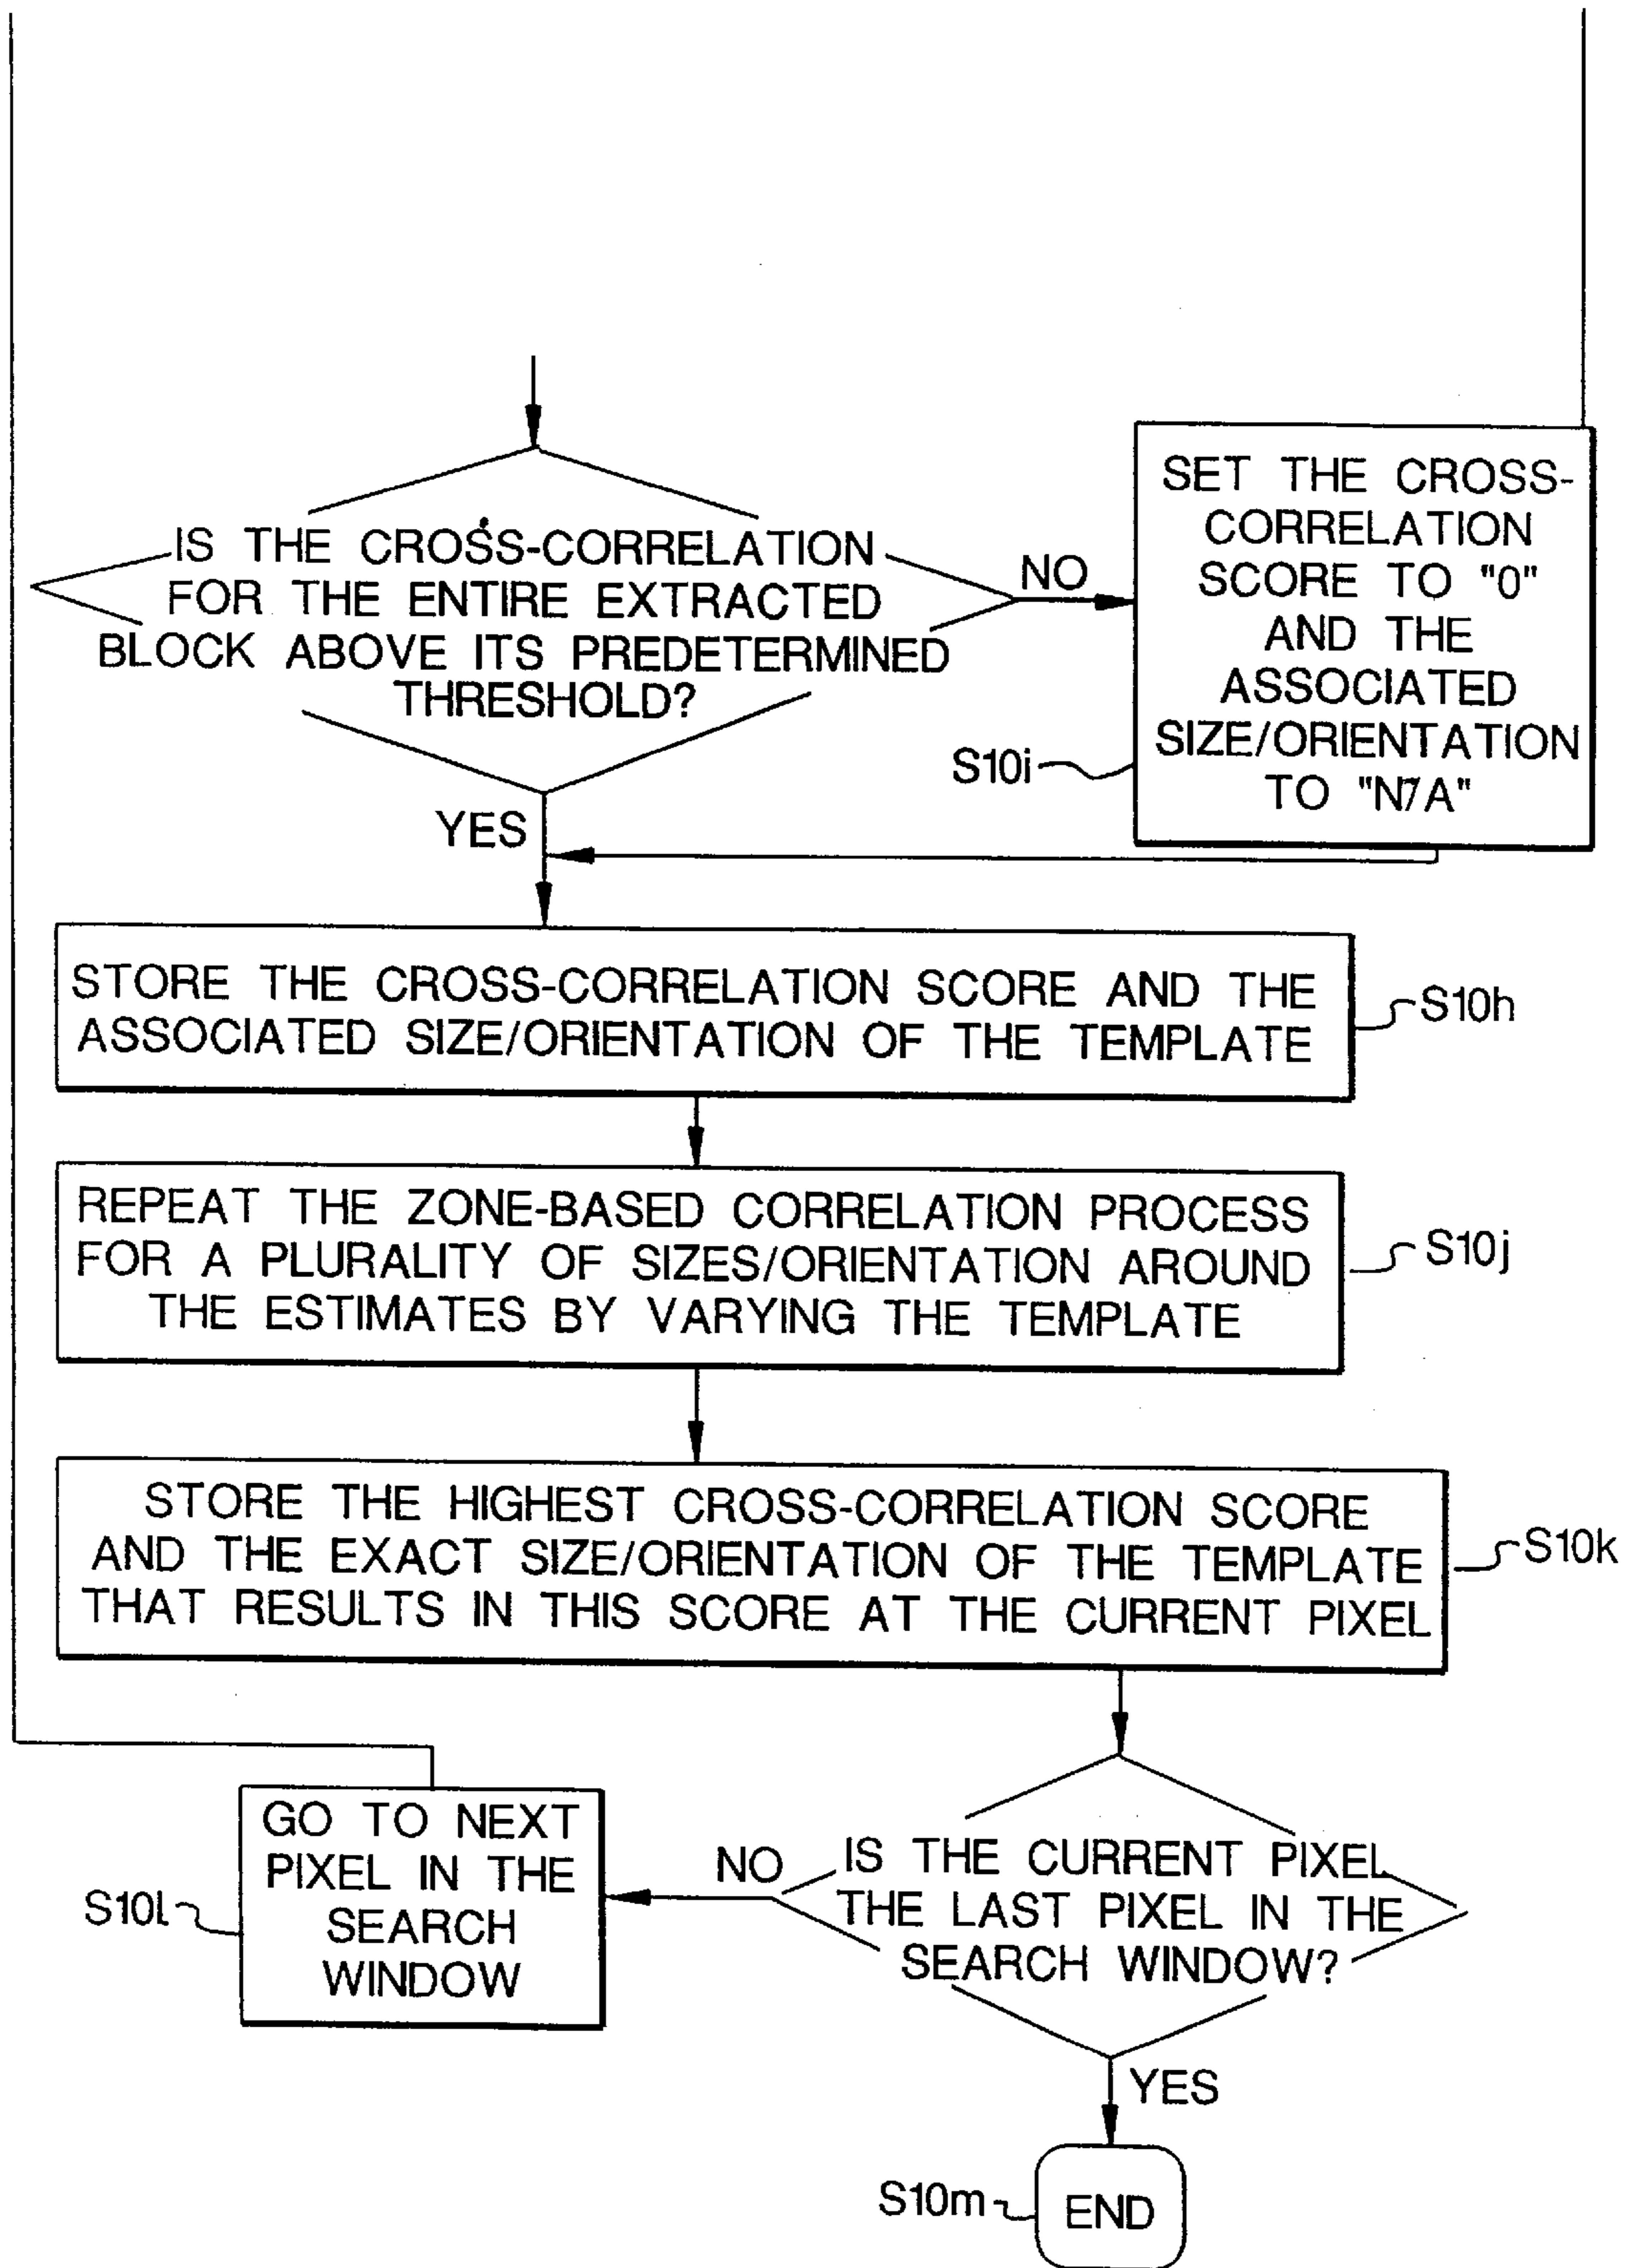 IS THE CROSS-CORRELATION
FOR THE ENTIRE EXTRACTED
BLOCK ABOVE ITS PREDETERMINED
THRESHOLD?
NO
SET THE CROSS-
CORRELATION
SCORE TO "0"
AND THE
ASSOCIATED
SIZE/ORIENTATION
TO "N7A"
S10i
YES
STORE THE CROSS-CORRELATION SCORE AND THE
ASSOCIATED SIZE/ORIENTATION OF THE TEMPLATE
S10h
REPEAT THE ZONE-BASED CORRELATION PROCESS
FOR A PLURALITY OF SIZES/ORIENTATION AROUND
THE ESTIMATES BY VARYING THE TEMPLATE
S10j
STORE THE HIGHEST CROSS-CORRELATION SCORE
AND THE EXACT SIZE/ORIENTATION OF THE TEMPLATE
THAT RESULTS IN THIS SCORE AT THE CURRENT PIXEL
S10k
IS THE CURRENT PIXEL
THE LAST PIXEL IN THE
SEARCH WINDOW?
NO
GO TO NEXT
PIXEL IN THE
SEARCH
WINDOW
S10l
YES
END
S10m